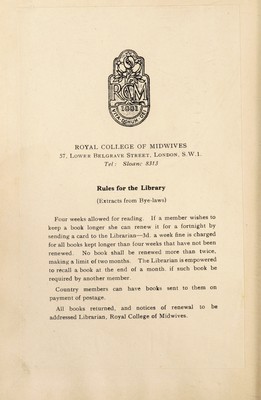 RCM
1881
VITA DONUM DEI
ROYAL COLLEGE OF MIDWIVES
57, LOWER BELGRAVE STREET, LONDON, S.W.1.
Tel: Sloane 8313
Rules for the Library
(Extracts from Bye-laws)
Four weeks allowed for reading. If a member wishes to
keep a book longer she can renew it for a fortnight by
sending a card to the Librarian—3d. a week fine is charged
for all books kept longer than four weeks that have not been
renewed. No book shall be renewed more than twice,
making a limit of two months. The Librarian is empowered
to recall a book at the end of a month if such book be
required by another member.
Country members can have books sent to them on
payment of postage.
All books returned, and notices of renewal to be
addressed Librarian, Royal College of Midwives.